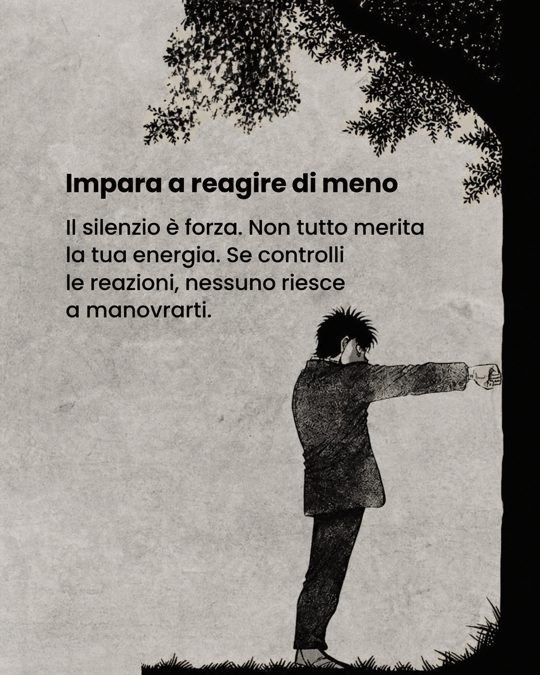 Impara a reagire di meno
Il silenzio è forza. Non tutto merita
la tua energia. Se controlli
le reazioni, nessuno riesce
a manovrarti.